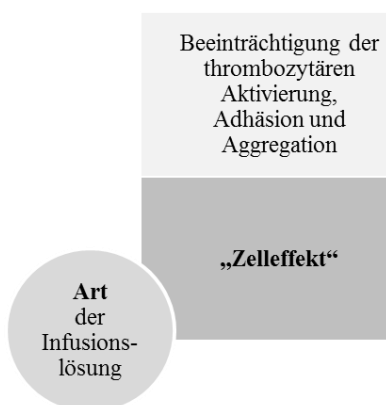 Beeinträchtigung der
thrombozytären
Aktivierung,
Adhäsion und
Aggregation
„Zelleffekt“
Art
der
Infusions-
lösung